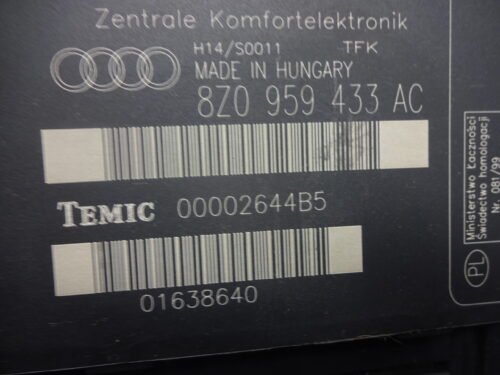 Zentrale Komfortelektronik
H14/S0011 TFK
MADE IN HUNGARY
8Z0 959 433 AC
TEMIC 00002644B5
01638640
Ministerstwo Łączności
Świadectwo homologacji
Nr. 081/99
PL